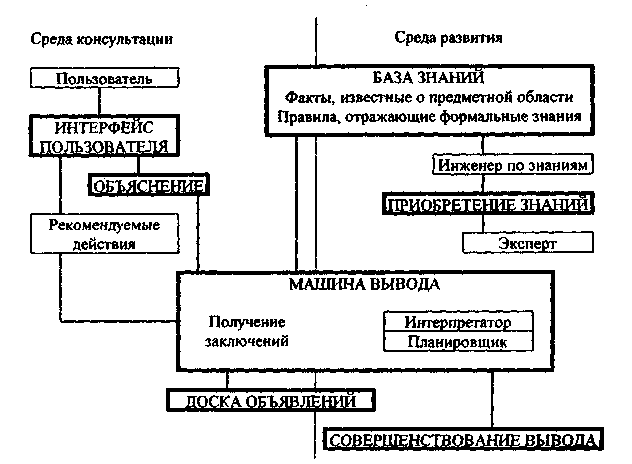 Среда консультации
Среда развития
Пользователь
БАЗА ЗНАНИЙ
Факты, известные о предметной области
Правила, отражающие формальные знания
ИНТЕРФЕЙС
ПОЛЬЗОВАТЕЛЯ
Инженер по знаниям
ОБЪЯСНЕНИЕ
ПРИОБРЕТЕНИЕ ЗНАНИЙ
Рекомендуемые
действия
Эксперт
МАШИНА ВЫВОДА
Получение
заключений
Интерпретатор
Планировщик
ДОСКА ОБЪЯВЛЕНИЙ
СОВЕРШЕНСТВОВАНИЕ ВЫВОДА